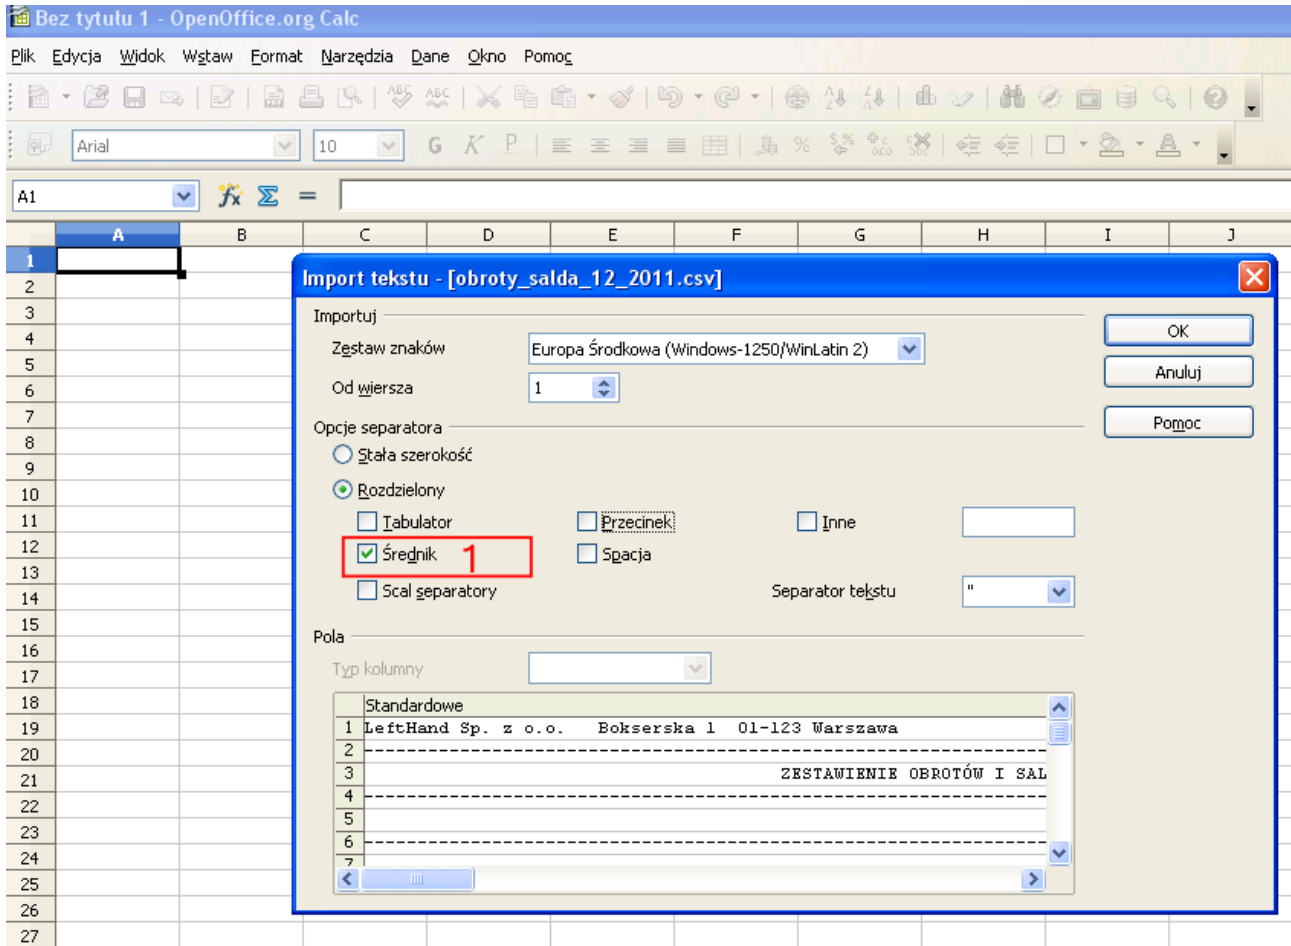 Bez tytułu 1 - OpenOffice.org Calc
Plik Edycja Widok Wstaw Format Narzędzia Dane Okno Pomoc
Arial 10 G K P
A1
A B C D E F G H I J
1
2
3
4
5
6
7
8
9
10
11
12
13
14
15
16
17
18
19
20
21
22
23
24
25
26
27
Import tekstu - [obroty_salda_12_2011.csv]
Importuj
Zestaw znaków Europa Środkowa (Windows-1250/WinLatin 2)
Od wiersza 1
OK
Anuluj
Pomoc
Opcje separatora
Stała szerokość
Rozdzielony
Tabulator Przecinek Inne
Średnik 1 Spacja
Scal separatory Separator tekstu "
Pola
Typ kolumny
Standardowe
1 LeftHand Sp. z o.o. Bokserska 1 01-123 Warszawa
2 ------------------------------------------------------------
3 ZESTAWIENIE OBROTÓW I SAL
4 ------------------------------------------------------------
5
6 ------------------------------------------------------------
7